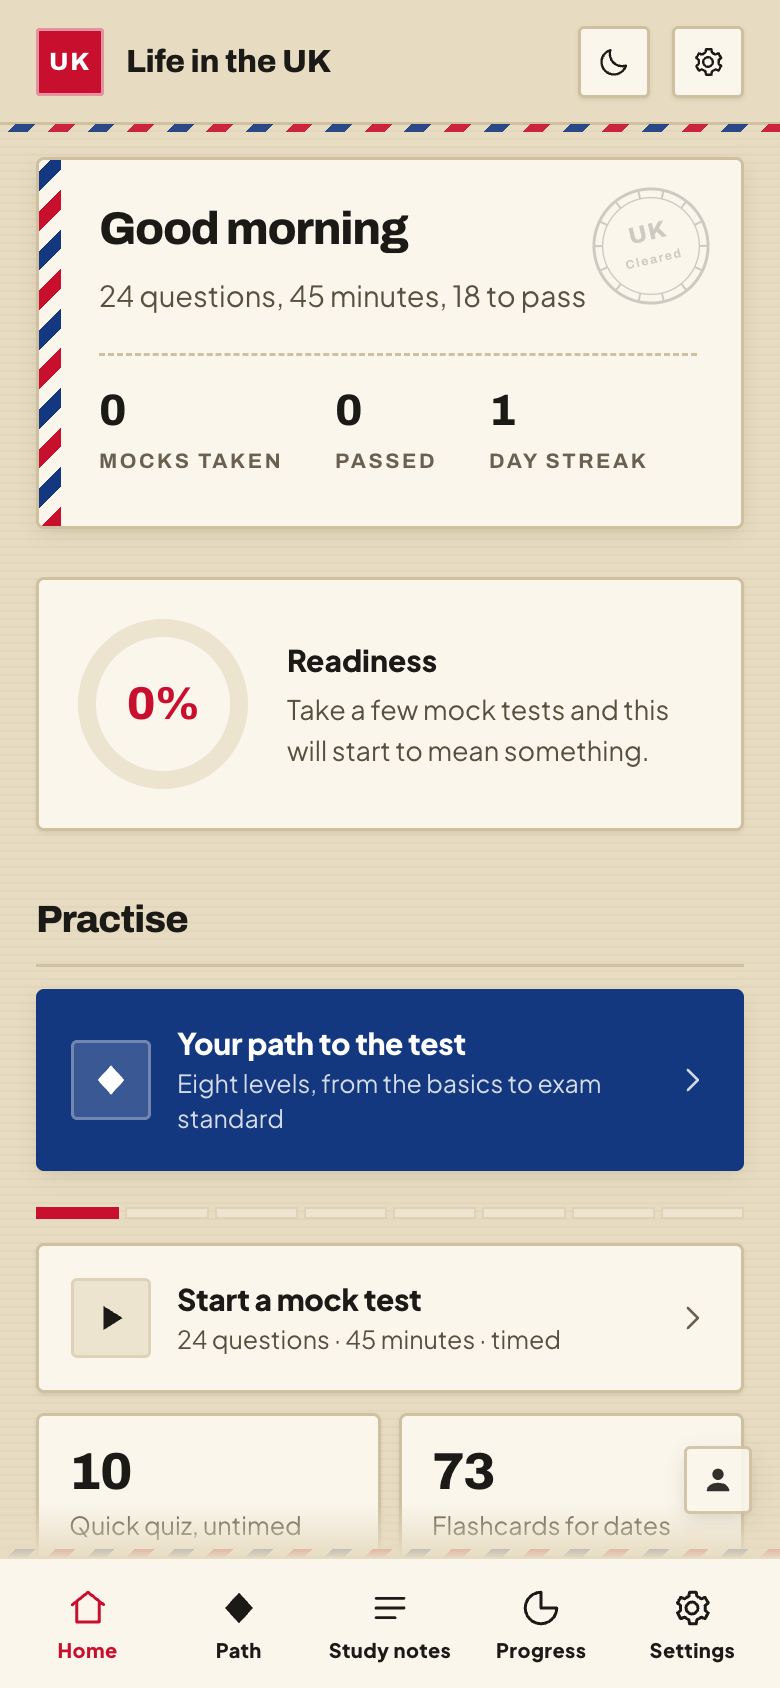 UK
Life in the UK
Good morning
UK
Cleared
24 questions, 45 minutes, 18 to pass
0
MOCKS TAKEN
0
PASSED
1
DAY STREAK
0%
Readiness
Take a few mock tests and this
will start to mean something.
Practise
Your path to the test
Eight levels, from the basics to exam
standard
Start a mock test
24 questions · 45 minutes · timed
10
Quick quiz, untimed
73
Flashcards for dates
Home
Path
Study notes
Progress
Settings